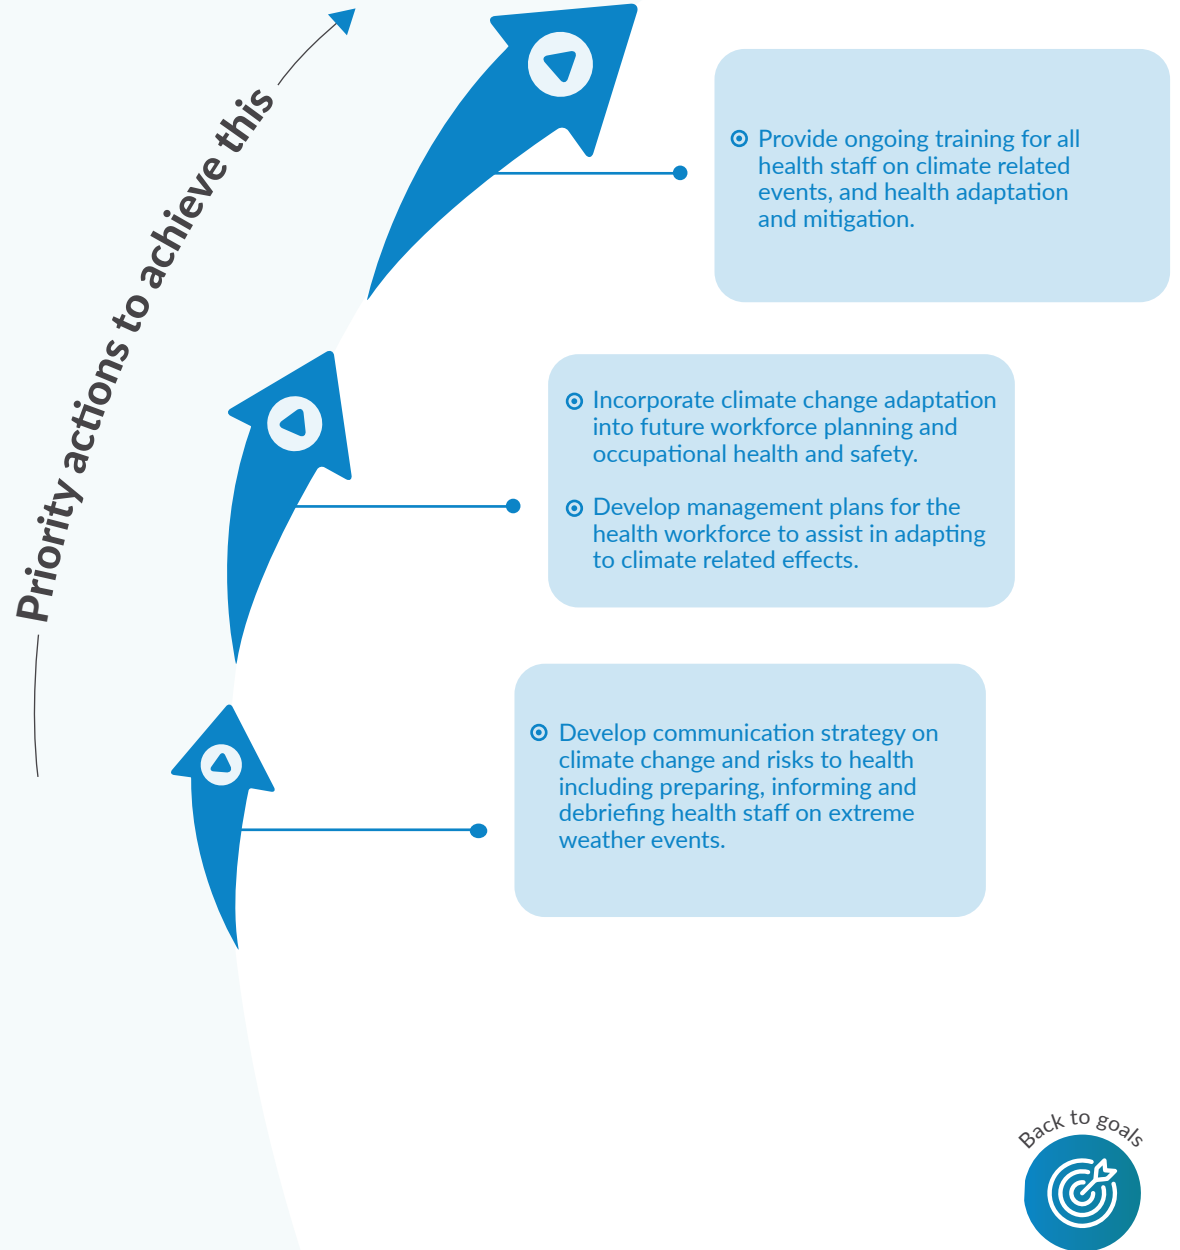 Priority actions to achieve this
Provide ongoing training for all
health staff on climate related
events, and health adaptation
and mitigation.
Incorporate climate change adaptation
into future workforce planning and
occupational health and safety.
Develop management plans for the
health workforce to assist in adapting
to climate related effects.
Develop communication strategy on
climate change and risks to health
including preparing, informing and
debriefing health staff on extreme
weather events.
Back to goals